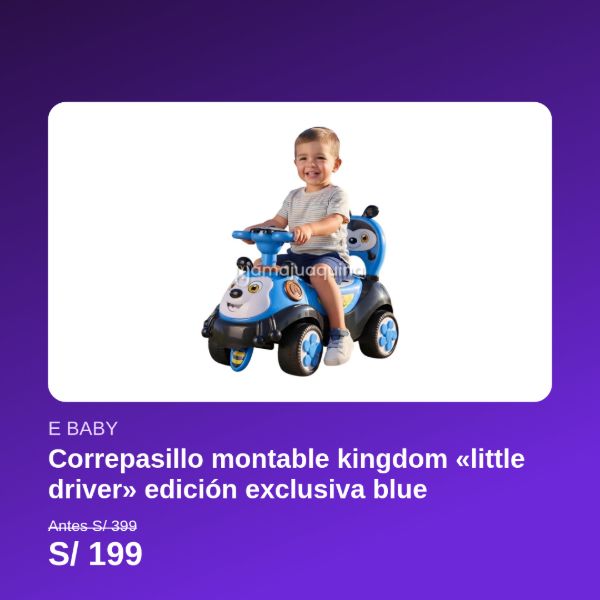 E BABY
Correpasillo montable kingdom «little
driver» edición exclusiva blue
Antes S/ 399
S/ 199